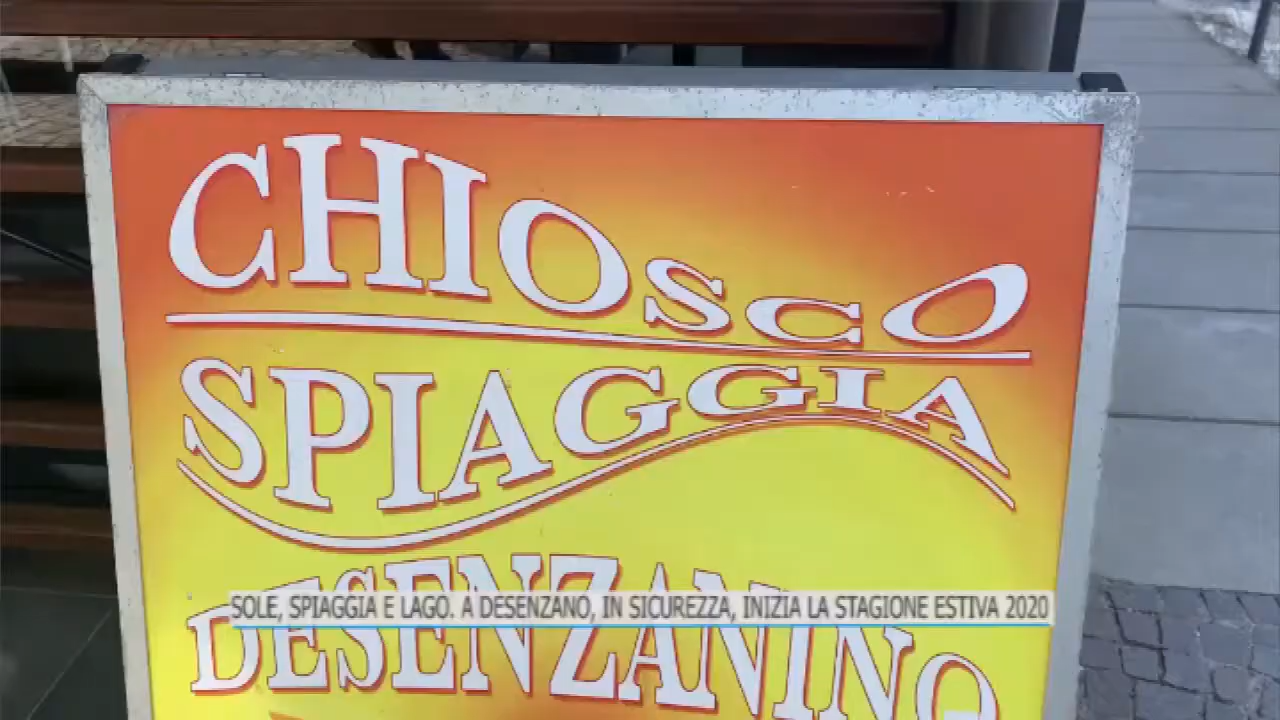 CHIOSCO
SPIAGGIA
DESENZANINO
SOLE, SPIAGGIA E LAGO. A DESENZANO, IN SICUREZZA, INIZIA LA STAGIONE ESTIVA 2020